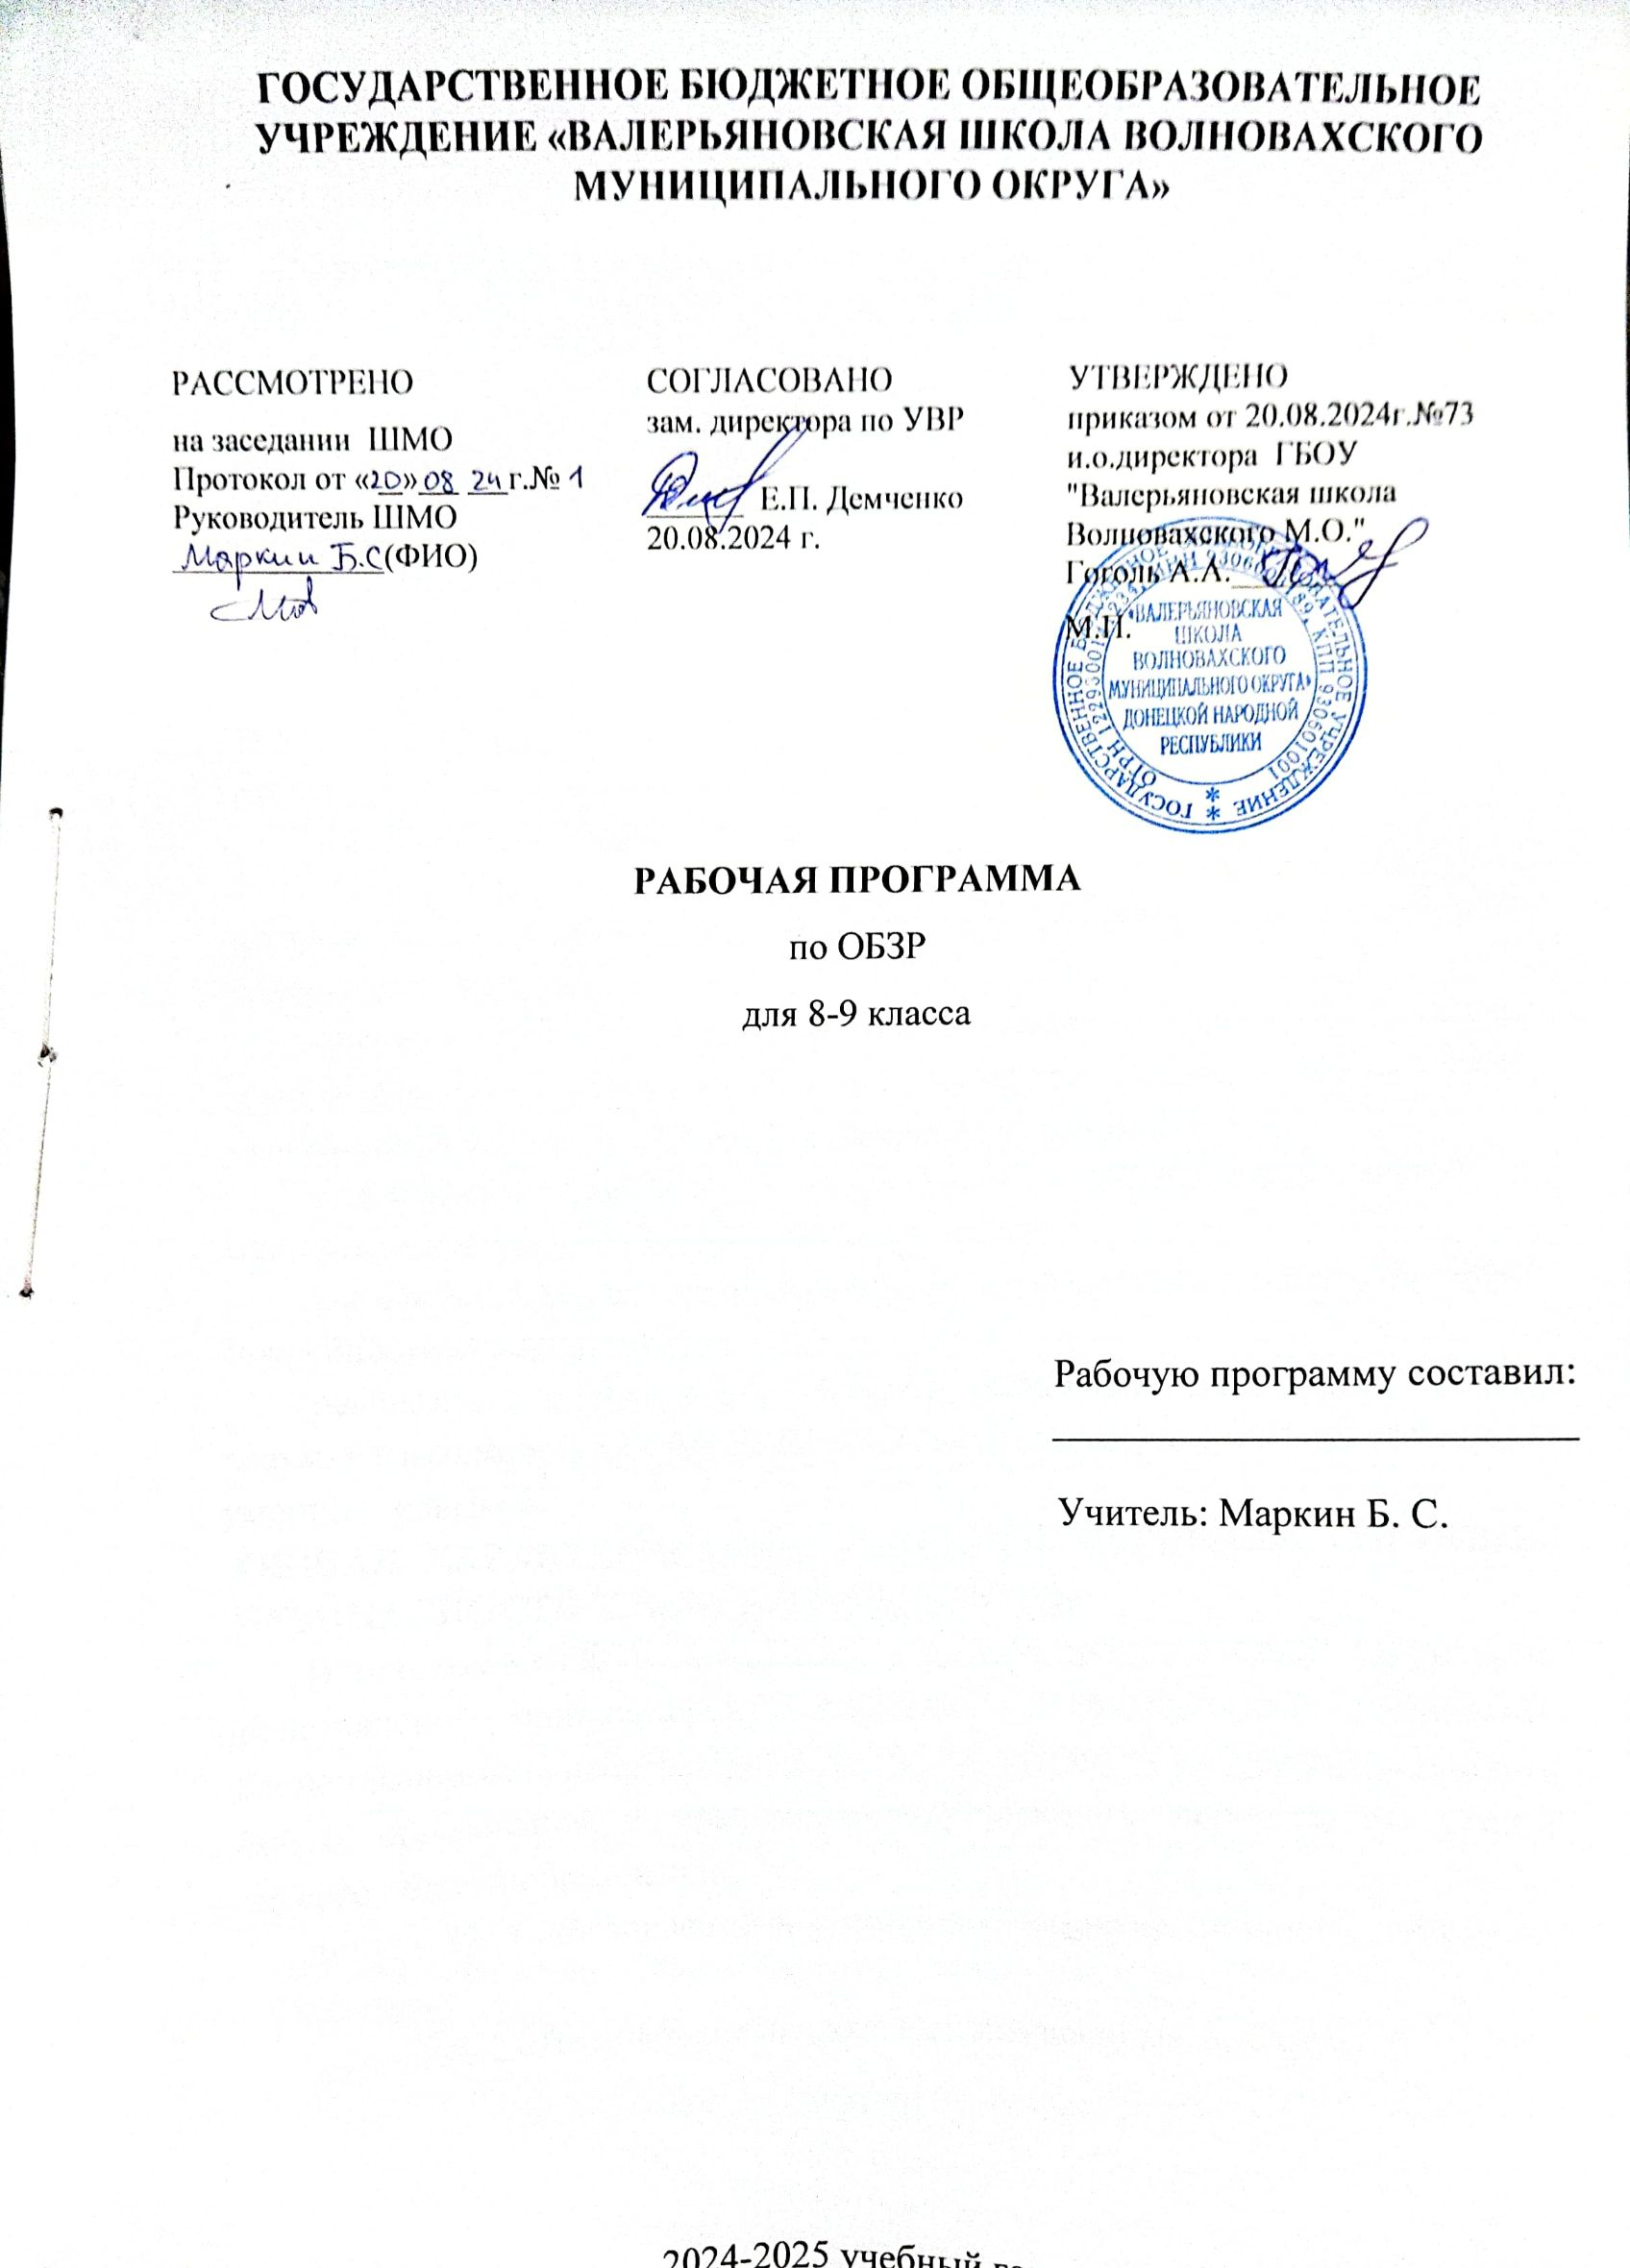 ГОСУДАРСТВЕННОЕ БЮДЖЕТНОЕ ОБЩЕОБРАЗОВАТЕЛЬНОЕ
УЧРЕЖДЕНИЕ «ВАЛЕРЬЯНОВСКАЯ ШКОЛА ВОЛНОВАХСКОГО
МУНИЦИПАЛЬНОГО ОКРУГА»
РАССМОТРЕНО
на заседании ШМО
Протокол от «20» 08 24 г.№ 1
Руководитель ШМО
Маркин Б.С (ФИО)
СОГЛАСОВАНО
зам. директора по УВР
Е.П. Демченко
20.08.2024 г.
УТВЕРЖДЕНО
приказом от 20.08.2024г.№73
и.о.директора ГБОУ
"Валерьяновская школа
Волновахского М.О."
Гоголь А.А.
М.П.
«ВАЛЕРЬЯНОВСКАЯ
ШКОЛА
ВОЛНОВАХСКОГО
МУНИЦИПАЛЬНОГО ОКРУГА»
ДОНЕЦКОЙ НАРОДНОЙ
РЕСПУБЛИКИ
РАБОЧАЯ ПРОГРАММА
по ОБЗР
для 8-9 класса
Рабочую программу составил:
Учитель: Маркин Б. С.
2024-2025 учебный